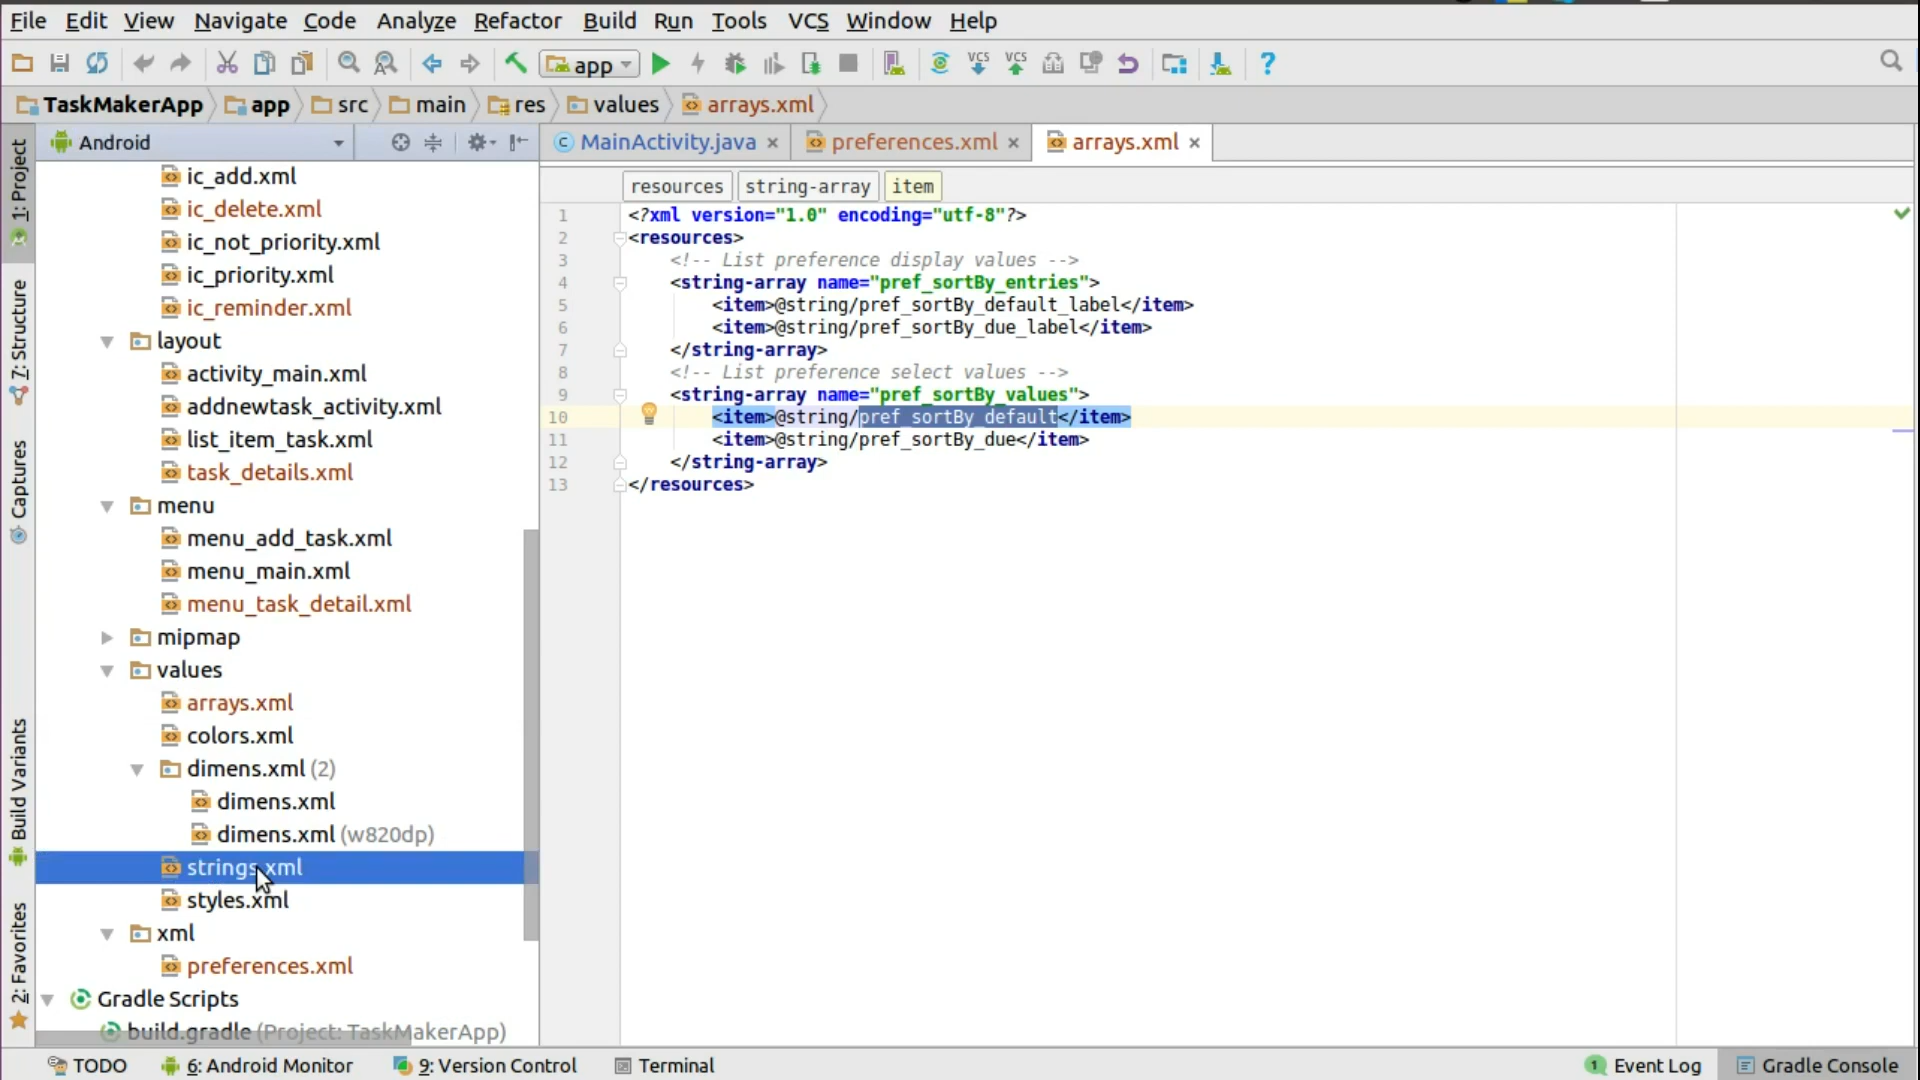 File Edit View Navigate Code Analyze Refactor Build Run Tools VCS Window Help
app VCS VCS ?
TaskMakerApp app src main res values arrays.xml
Android
MainActivity.java preferences.xml arrays.xml
1: Project
7: Structure
Captures
Build Variants
2: Favorites
ic_add.xml
ic_delete.xml
ic_not_priority.xml
ic_priority.xml
ic_reminder.xml
layout
activity_main.xml
addnewtask_activity.xml
list_item_task.xml
task_details.xml
menu
menu_add_task.xml
menu_main.xml
menu_task_detail.xml
mipmap
values
arrays.xml
colors.xml
dimens.xml (2)
dimens.xml
dimens.xml (w820dp)
strings.xml
styles.xml
xml
preferences.xml
Gradle Scripts
build.gradle (Project: TaskMakerApp)
resources string-array item
1 <?xml version="1.0" encoding="utf-8"?>
2 <resources>
3 <!-- List preference display values -->
4 <string-array name="pref_sortBy_entries">
5 <item>@string/pref_sortBy_default_label</item>
6 <item>@string/pref_sortBy_due_label</item>
7 </string-array>
8 <!-- List preference select values -->
9 <string-array name="pref_sortBy_values">
10 <item>@string/pref_sortBy_default</item>
11 <item>@string/pref_sortBy_due</item>
12 </string-array>
13 </resources>
TODO 6: Android Monitor 9: Version Control Terminal 1 Event Log Gradle Console